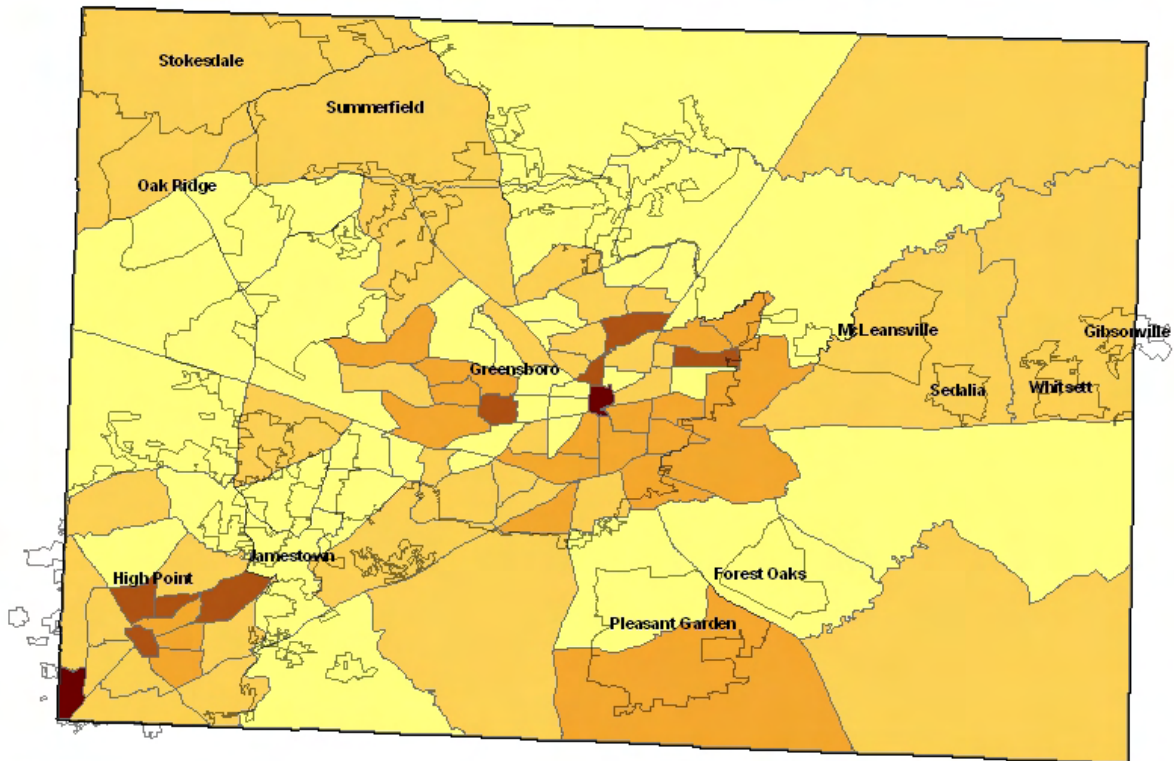 Stokesdale
Summerfield
Oak Ridge
McLeansville
Gibsonville
Greensboro
Sedalia
Whitsett
Jamestown
High Point
Forest Oaks
Pleasant Garden